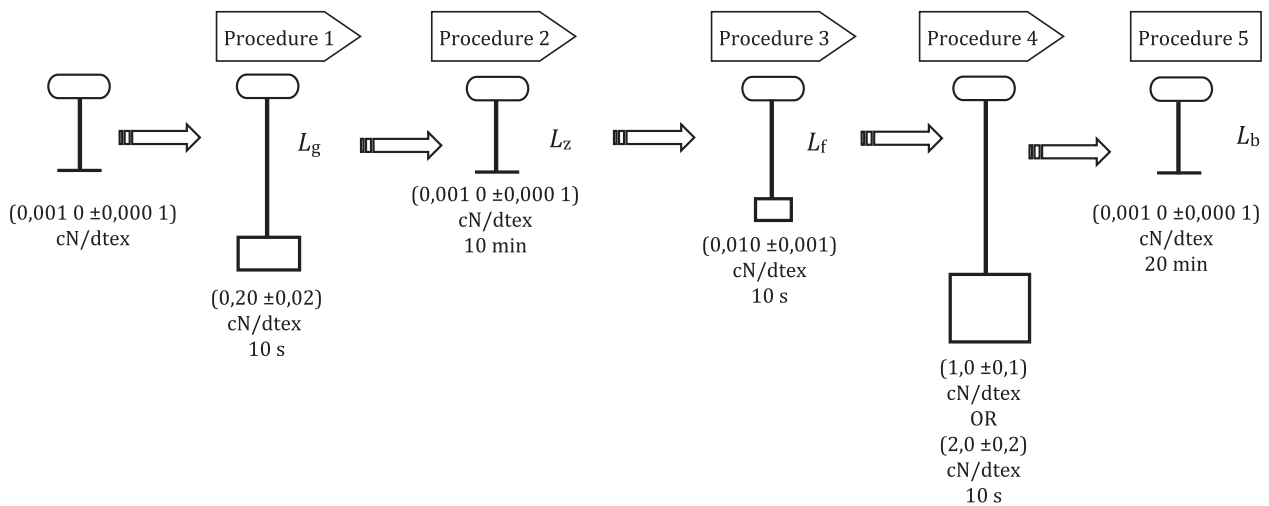 Procedure 1
Procedure 2
Procedure 3
Procedure 4
Procedure 5
(0,001 0 ±0,000 1)
cN/dtex
Lg
(0,20 ±0,02)
cN/dtex
10 s
Lz
(0,001 0 ±0,000 1)
cN/dtex
10 min
Lf
(0,010 ±0,001)
cN/dtex
10 s
(1,0 ±0,1)
cN/dtex
OR
(2,0 ±0,2)
cN/dtex
10 s
Lb
(0,001 0 ±0,000 1)
cN/dtex
20 min